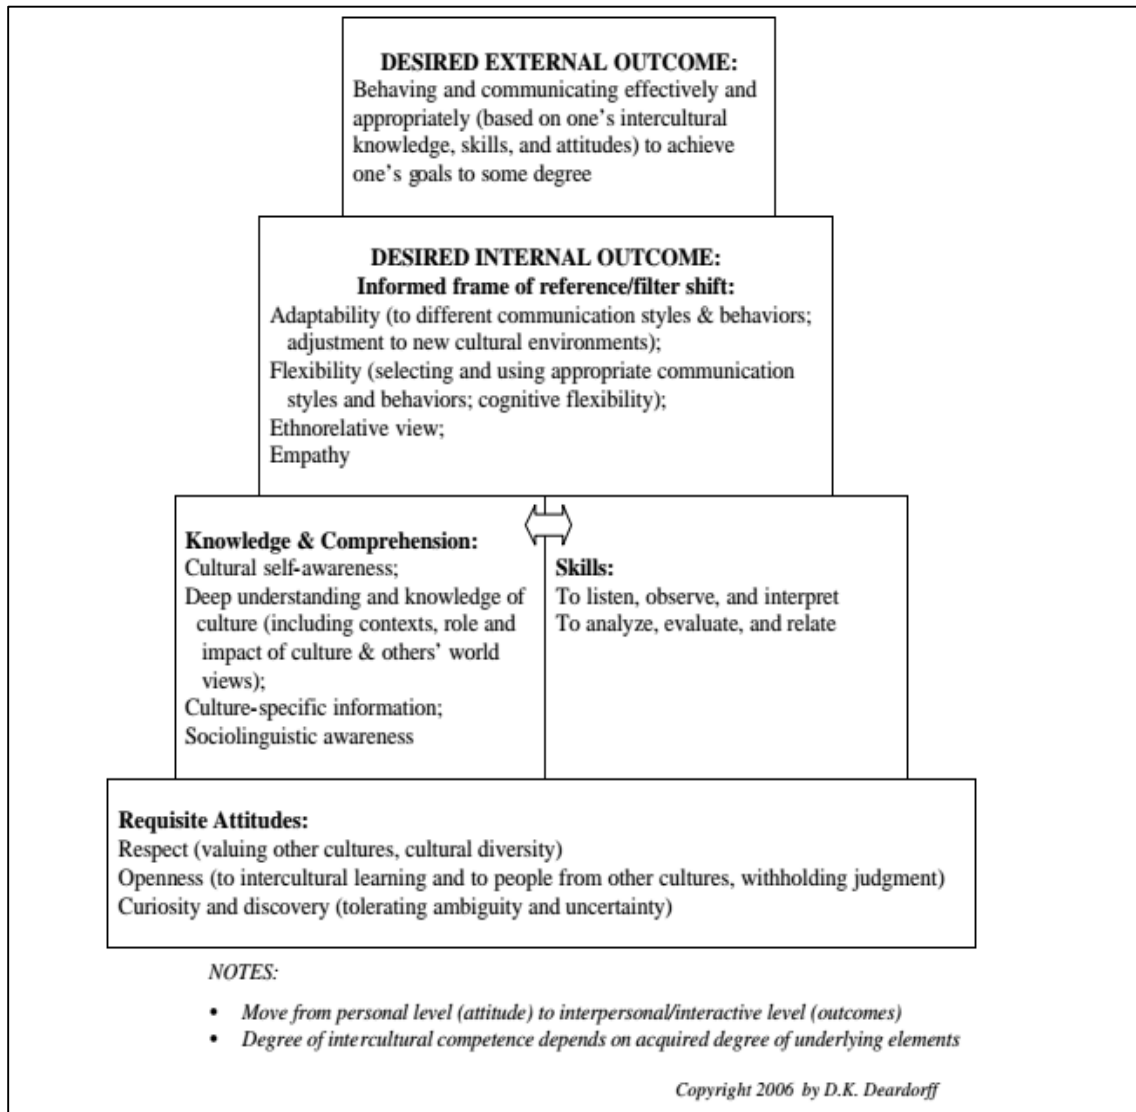 DESIRED EXTERNAL OUTCOME:
Behaving and communicating effectively and
appropriately (based on one's intercultural
knowledge, skills, and attitudes) to achieve
one's goals to some degree
DESIRED INTERNAL OUTCOME:
Informed frame of reference/filter shift:
Adaptability (to different communication styles & behaviors;
adjustment to new cultural environments);
Flexibility (selecting and using appropriate communication
styles and behaviors; cognitive flexibility);
Ethnorelative view;
Empathy
Knowledge & Comprehension:
Cultural self-awareness;
Deep understanding and knowledge of
culture (including contexts, role and
impact of culture & others' world
views);
Culture-specific information;
Sociolinguistic awareness
Skills:
To listen, observe, and interpret
To analyze, evaluate, and relate
Requisite Attitudes:
Respect (valuing other cultures, cultural diversity)
Openness (to intercultural learning and to people from other cultures, withholding judgment)
Curiosity and discovery (tolerating ambiguity and uncertainty)
NOTES:
• Move from personal level (attitude) to interpersonal/interactive level (outcomes)
• Degree of intercultural competence depends on acquired degree of underlying elements
Copyright 2006 by D.K. Deardorff